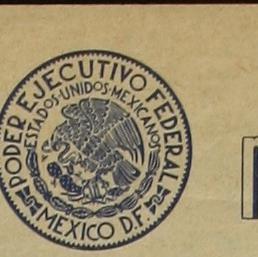 PODER EJECUTIVO FEDERAL
ESTADOS·UNIDOS·MEXICANOS
MEXICO D.F.